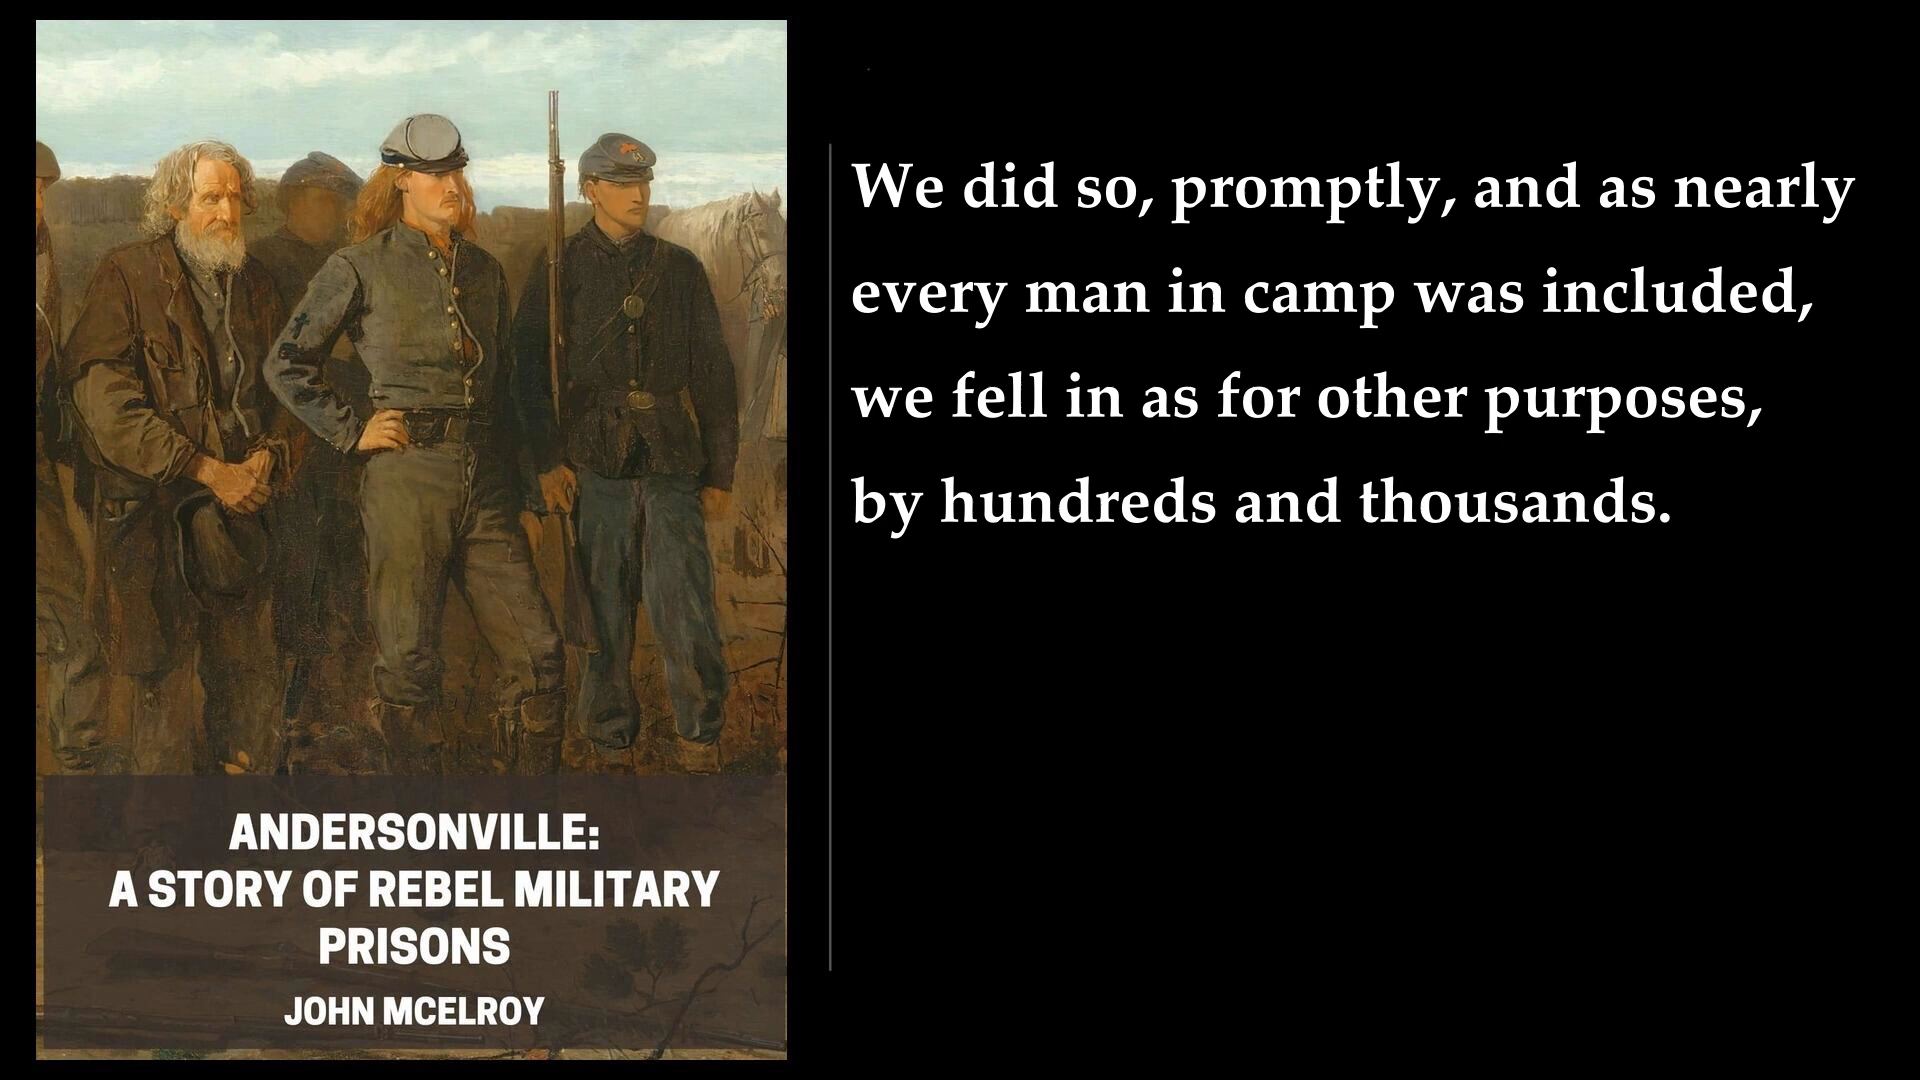 ANDERSONVILLE:
A STORY OF REBEL MILITARY
PRISONS
JOHN MCELROY
We did so, promptly, and as nearly
every man in camp was included,
we fell in as for other purposes,
by hundreds and thousands.